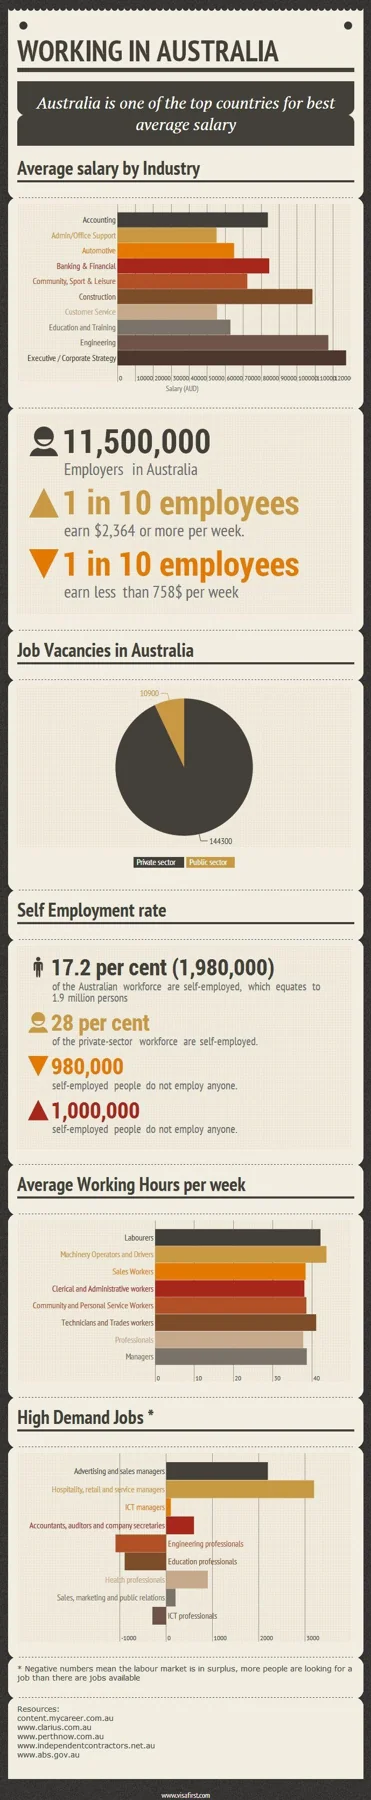 WORKING IN AUSTRALIA
Australia is one of the top countries for best
average salary
Average salary by Industry
Accounting
Admin/Office Support
Automotive
Banking & Financial
Community, Sport & Leisure
Construction
Customer Service
Education and Training
Engineering
Executive / Corporate Strategy
0 10000 20000 30000 40000 50000 60000 70000 80000 90000 100000 110000 12000
Salary (AUD)
11,500,000
Employers in Australia
1 in 10 employees
earn $2,364 or more per week.
1 in 10 employees
earn less than 758$ per week
Job Vacancies in Australia
10900
144300
Private sector Public sector
Self Employment rate
17.2 per cent (1,980,000)
of the Australian workforce are self-employed, which equates to
1.9 million persons
28 per cent
of the private-sector workforce are self-employed.
980,000
self-employed people do not employ anyone.
1,000,000
self-employed people do not employ anyone.
Average Working Hours per week
Labourers
Machinery Operators and Drivers
Sales Workers
Clerical and Administrative workers
Community and Personal Service Workers
Technicians and Trades workers
Professionals
Managers
0 10 20 30 40
High Demand Jobs *
Advertising and sales managers
Hospitality, retail and service managers
ICT managers
Accountants, auditors and company secretaries
Engineering professionals
Education professionals
Health professionals
Sales, marketing and public relations
ICT professionals
-1000 0 1000 2000 3000
* Negative numbers mean the labour market is in surplus, more people are looking for a
job than there are jobs available
Resources:
content.mycareer.com.au
www.clarius.com.au
www.perthnow.com.au
www.independentcontractors.net.au
www.abs.gov.au
www.visafirst.com